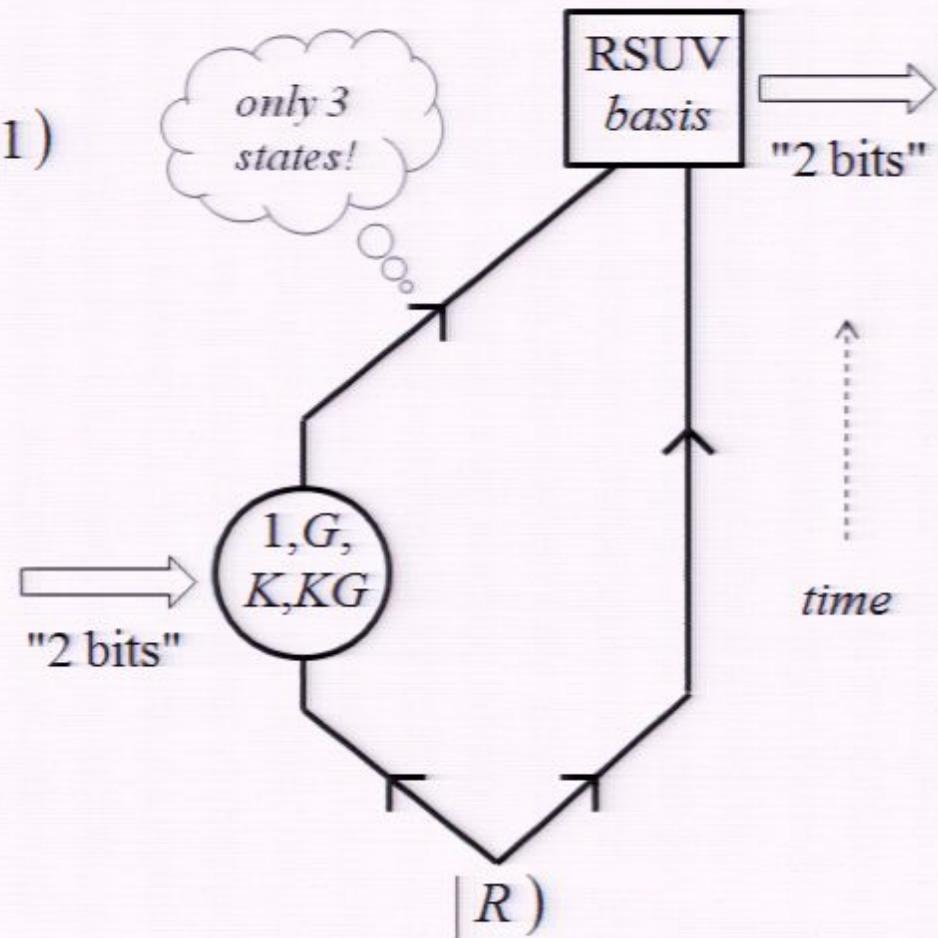 1)
only 3
states!
RSUV
basis
"2 bits"
1,G,
K,KG
"2 bits"
time
|R)